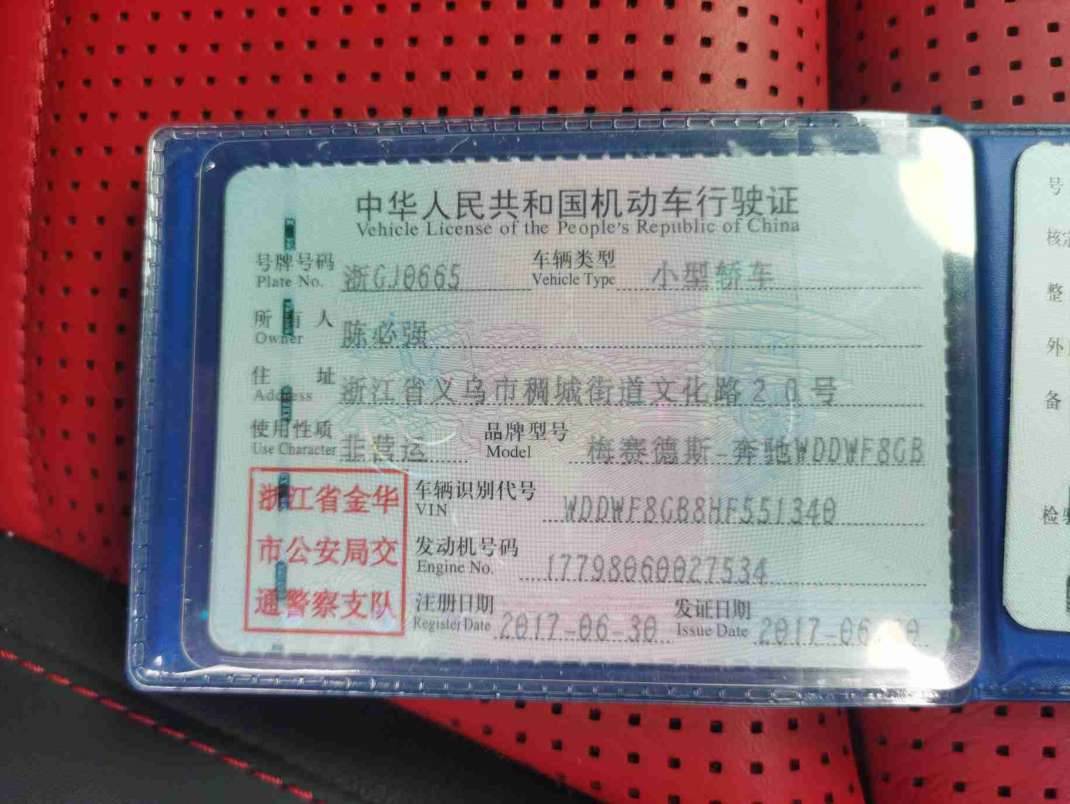 中华人民共和国机动车行驶证
Vehicle License of the People's Republic of China
号牌号码 浙GJ0665 车辆类型 小型轿车
Plate No. Vehicle Type
所有人 陈必强
Owner
住址 浙江省义乌市稠城街道文化路20号
Address
使用性质 非营运 品牌型号 梅赛德斯-奔驰WDDWF8GB
Use Character Model
浙江省金华
市公安局交
通警察支队
车辆识别代号 WDDWF8GB8HF551340
VIN
发动机号码 17798060027534
Engine No.
注册日期 2017-06-30 发证日期 2017-06-30
Register Date Issue Date
号
核定
整
外
备
检验